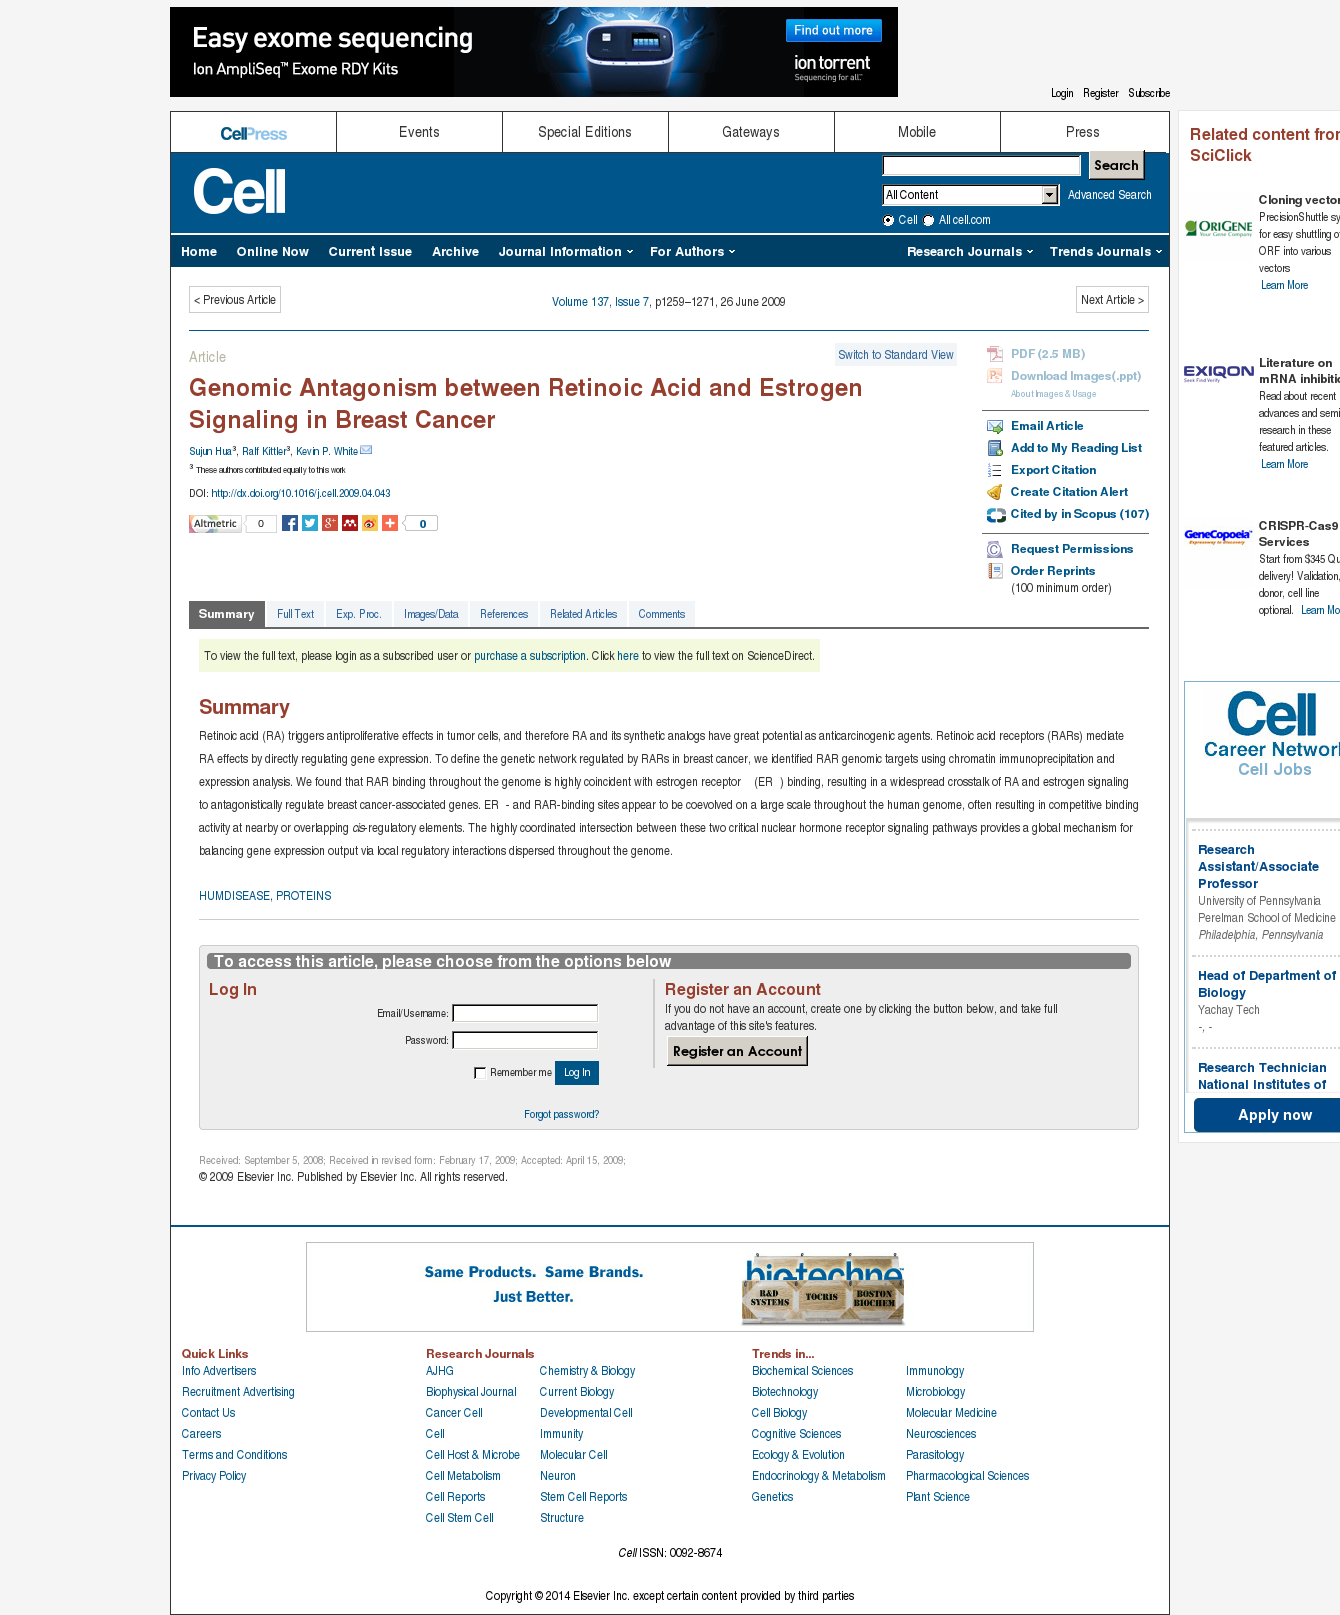 Easy exome sequencing
Ion AmpliSeq™ Exome RDY Kits
Find out more
ion torrent
Sequencing for all.™
Login Register Subscribe
CellPress Events Special Editions Gateways Mobile Press
Cell
Search
All Content Advanced Search
Cell All cell.com
Home Online Now Current Issue Archive Journal Information For Authors Research Journals Trends Journals
< Previous Article Volume 137, Issue 7, p1259–1271, 26 June 2009 Next Article >
Article Switch to Standard View
Genomic Antagonism between Retinoic Acid and Estrogen
Signaling in Breast Cancer
Sujun Hua³, Ralf Kittler³, Kevin P. White
³ These authors contributed equally to this work
DOI: http://dx.doi.org/10.1016/j.cell.2009.04.043
Altmetric 0 0
PDF (2.5 MB)
Download Images(.ppt)
About Images & Usage
Email Article
Add to My Reading List
Export Citation
Create Citation Alert
Cited by in Scopus (107)
Request Permissions
Order Reprints
(100 minimum order)
Summary Full Text Exp. Proc. Images/Data References Related Articles Comments
To view the full text, please login as a subscribed user or purchase a subscription. Click here to view the full text on ScienceDirect.
Summary
Retinoic acid (RA) triggers antiproliferative effects in tumor cells, and therefore RA and its synthetic analogs have great potential as anticarcinogenic agents. Retinoic acid receptors (RARs) mediate
RA effects by directly regulating gene expression. To define the genetic network regulated by RARs in breast cancer, we identified RAR genomic targets using chromatin immunoprecipitation and
expression analysis. We found that RAR binding throughout the genome is highly coincident with estrogen receptor (ER ) binding, resulting in a widespread crosstalk of RA and estrogen signaling
to antagonistically regulate breast cancer-associated genes. ER - and RAR-binding sites appear to be coevolved on a large scale throughout the human genome, often resulting in competitive binding
activity at nearby or overlapping cis-regulatory elements. The highly coordinated intersection between these two critical nuclear hormone receptor signaling pathways provides a global mechanism for
balancing gene expression output via local regulatory interactions dispersed throughout the genome.
HUMDISEASE, PROTEINS
To access this article, please choose from the options below
Log In
Email/Username:
Password:
Remember me Log In
Forgot password?
Register an Account
If you do not have an account, create one by clicking the button below, and take full
advantage of this site's features.
Register an Account
Received: September 5, 2008; Received in revised form: February 17, 2009; Accepted: April 15, 2009;
© 2009 Elsevier Inc. Published by Elsevier Inc. All rights reserved.
Related content fror
SciClick
ORIGENE
Your Gene Company
Cloning vector
PrecisionShuttle sy
for easy shuttling of
ORF into various
vectors
Learn More
EXIQON
Seek Find Verify
Literature on
mRNA inhibitio
Read about recent
advances and semi
research in these
featured articles.
Learn More
GeneCopoeia
Expressway to Discovery
CRISPR-Cas9
Services
Start from $345 Qu
delivery! Validation,
donor, cell line
optional. Learn Mo
Cell
Career Network
Cell Jobs
Research
Assistant/Associate
Professor
University of Pennsylvania
Perelman School of Medicine
Philadelphia, Pennsylvania
Head of Department of
Biology
Yachay Tech
-, -
Research Technician
National Institutes of
Apply now
Same Products. Same Brands.
Just Better.
biotechne
R&D SYSTEMS TOCRIS BOSTON BIOCHEM
Quick Links
Info Advertisers
Recruitment Advertising
Contact Us
Careers
Terms and Conditions
Privacy Policy
Research Journals
AJHG Chemistry & Biology
Biophysical Journal Current Biology
Cancer Cell Developmental Cell
Cell Immunity
Cell Host & Microbe Molecular Cell
Cell Metabolism Neuron
Cell Reports Stem Cell Reports
Cell Stem Cell Structure
Trends in...
Biochemical Sciences Immunology
Biotechnology Microbiology
Cell Biology Molecular Medicine
Cognitive Sciences Neurosciences
Ecology & Evolution Parasitology
Endocrinology & Metabolism Pharmacological Sciences
Genetics Plant Science
Cell ISSN: 0092-8674
Copyright © 2014 Elsevier Inc. except certain content provided by third parties